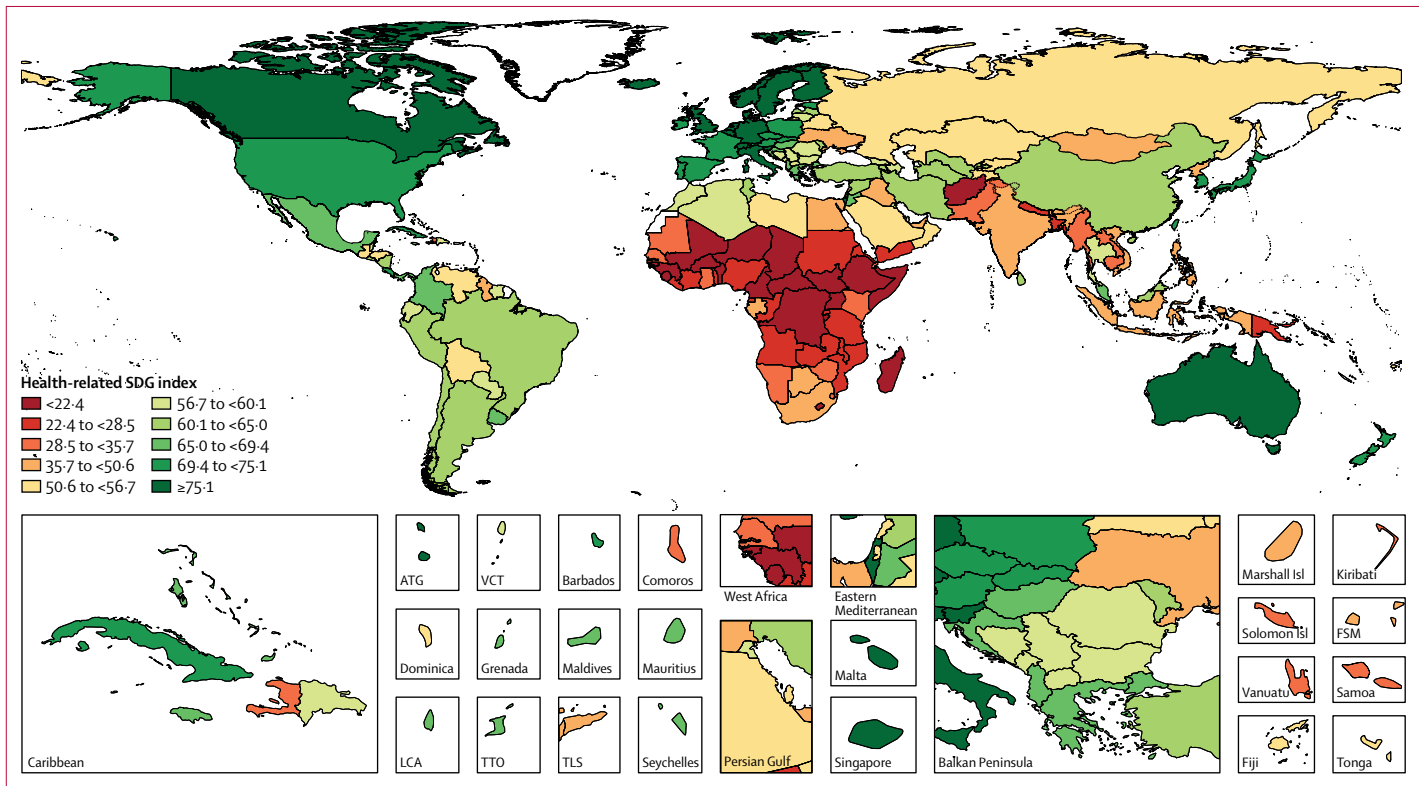 Health-related SDG index
<22·4
22·4 to <28·5
28·5 to <35·7
35·7 to <50·6
50·6 to <56·7
56·7 to <60·1
60·1 to <65·0
65·0 to <69·4
69·4 to <75·1
≥75·1
Caribbean
ATG
VCT
Barbados
Comoros
Dominica
Grenada
Maldives
Mauritius
LCA
TTO
TLS
Seychelles
West Africa
Eastern
Mediterranean
Persian Gulf
Malta
Singapore
Balkan Peninsula
Marshall Isl
Kiribati
Solomon Isl
FSM
Vanuatu
Samoa
Fiji
Tonga